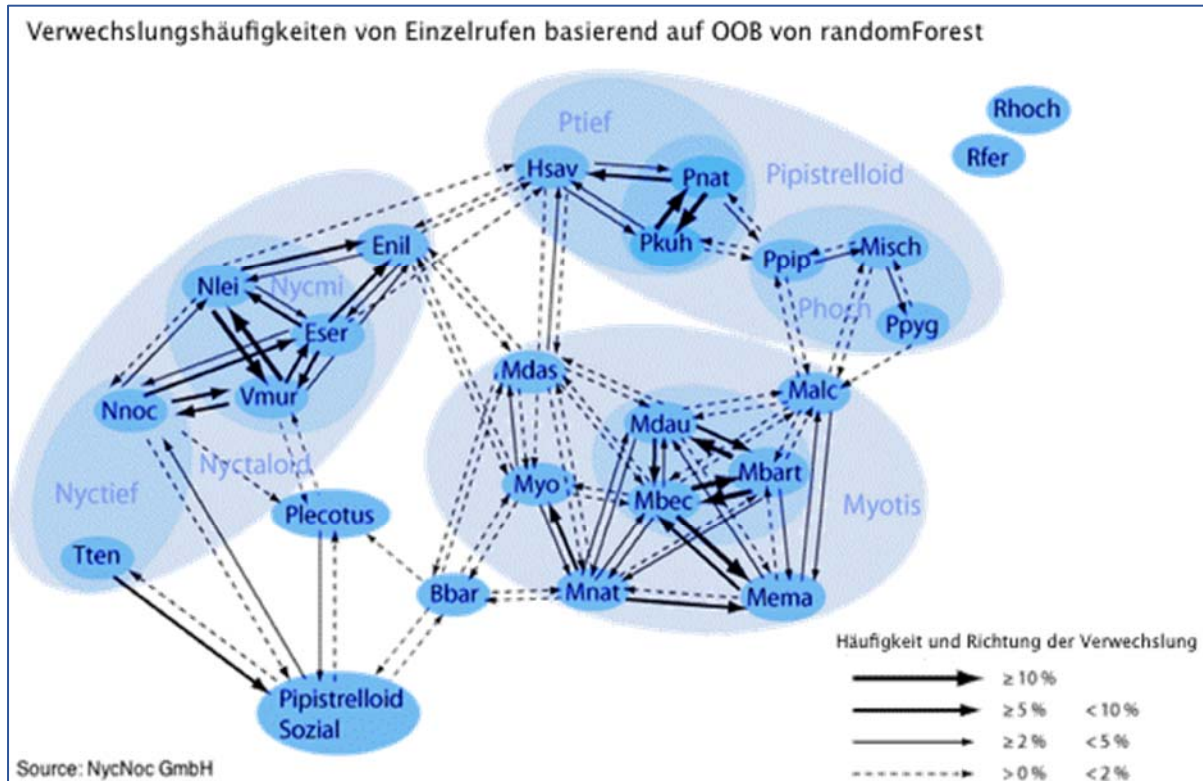 Verwechslungshäufigkeiten von Einzelrufen basierend auf OOB von randomForest
Rhoch
Rfer
Ptief
Hsav
Pnat
Pipistrelloid
Pkuh
Ppip
Misch
Phoch
Ppyg
Enil
Nlei
Nycmi
Eser
Vmur
Nnoc
Nyctaloid
Nyctief
Tten
Plecotus
Pipistrelloid
Sozial
Bbar
Mdas
Malc
Mdau
Mbart
Myo
Mbec
Myotis
Mnat
Mema
Häufigkeit und Richtung der Verwechslung
≥10 %
≥5 % <10 %
≥2 % <5 %
>0 % <2 %
Source: NycNoc GmbH